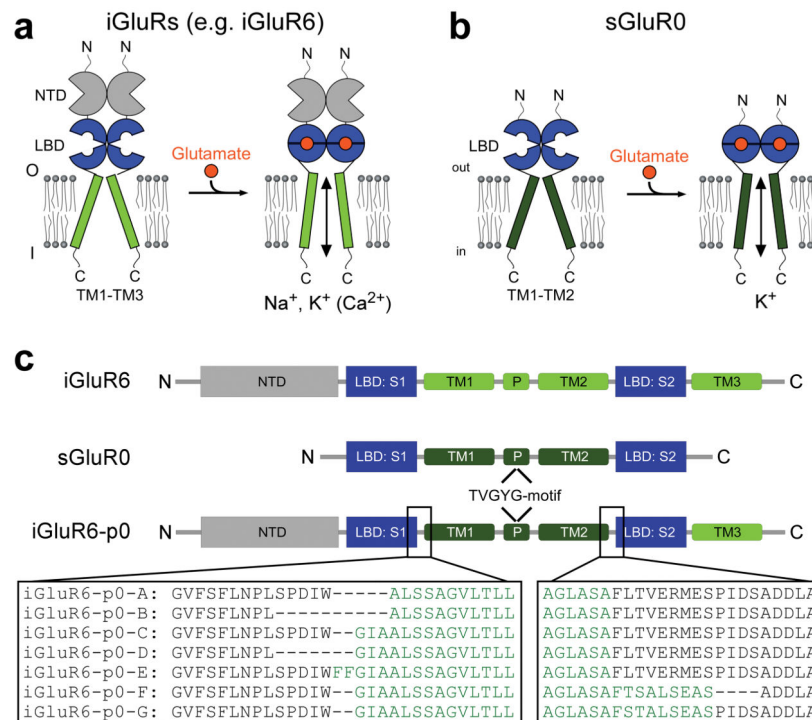 a iGluRs (e.g. iGluR6)
N N
NTD
LBD
Glutamate
O
I
C C
TM1-TM3
N N
C C
Na+, K+ (Ca2+)
b sGluR0
N N
LBD
Glutamate
out
in
C C
TM1-TM2
N N
C C
K+
c
iGluR6 N NTD LBD: S1 TM1 P TM2 LBD: S2 TM3 C
sGluR0 N LBD: S1 TM1 P TM2 LBD: S2 C
TVGYG-motif
iGluR6-p0 N NTD LBD: S1 TM1 P TM2 LBD: S2 TM3 C
iGluR6-p0-A: GVFSFLNPLSPDIW-----ALSSAGVLTLL AGLASAFLTVERMESPIDSADDLA
iGluR6-p0-B: GVFSFLNPL----------ALSSAGVLTLL AGLASAFLTVERMESPIDSADDLA
iGluR6-p0-C: GVFSFLNPLSPDIW--GIAALSSAGVLTLL AGLASAFLTVERMESPIDSADDLA
iGluR6-p0-D: GVFSFLNPL-------GIAALSSAGVLTLL AGLASAFLTVERMESPIDSADDLA
iGluR6-p0-E: GVFSFLNPLSPDIWFFGIAALSSAGVLTLL AGLASAFLTVERMESPIDSADDLA
iGluR6-p0-F: GVFSFLNPLSPDIW--GIAALSSAGVLTLL AGLASAFTSALSEAS----ADDLA
iGluR6-p0-G: GVFSFLNPLSPDIW--GIAALSSAGVLTLL AGLASAFSTALSEASPIDSADDLA